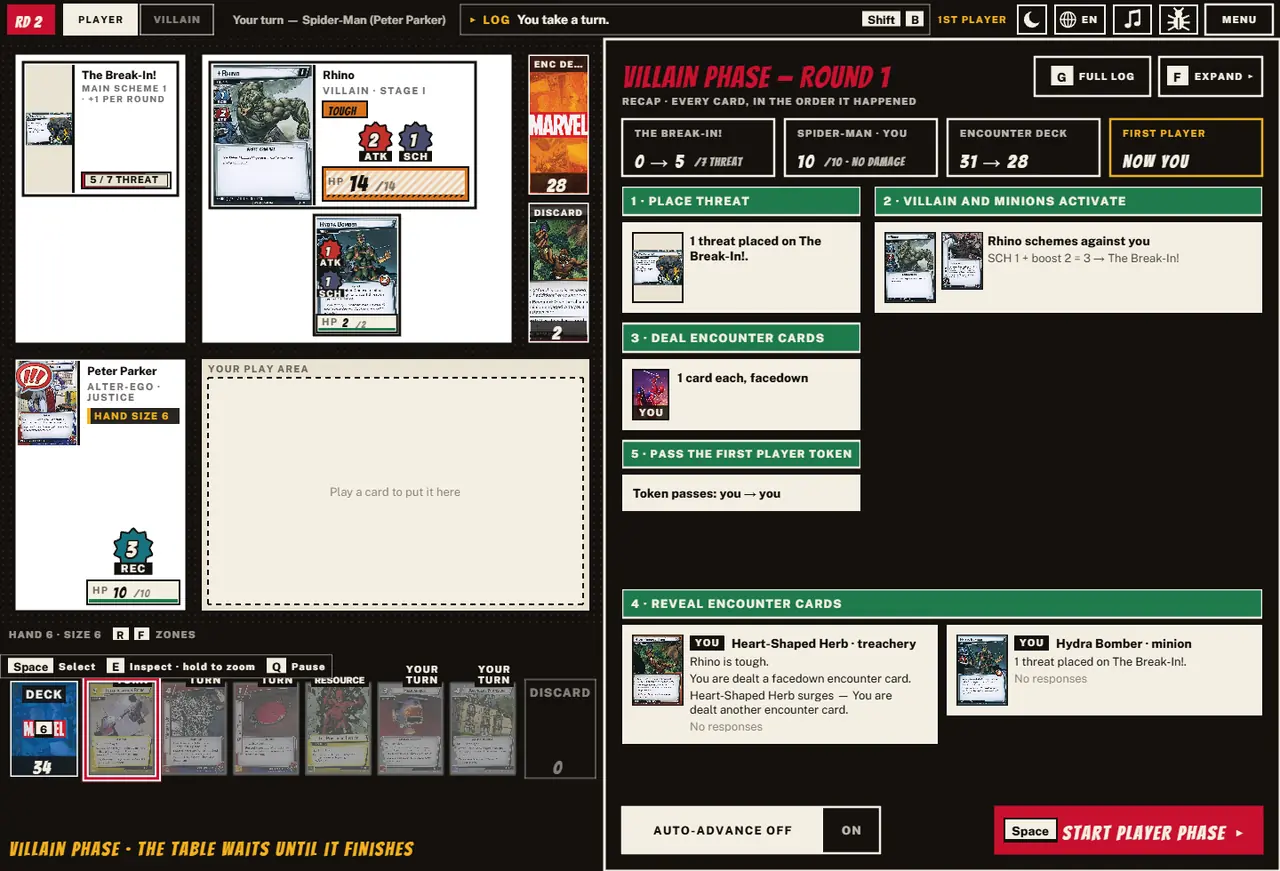 RD 2
PLAYER
VILLAIN
Your turn — Spider-Man (Peter Parker)
▸ LOG You take a turn.
Shift B
1ST PLAYER
EN
MENU
The Break-In!
MAIN SCHEME 1
· +1 PER ROUND
5 / 7 THREAT
Rhino
Rhino
VILLAIN · STAGE I
TOUGH
2
ATK
1
SCH
HP 14 /14
ENC DE...
MARVEL
28
Hydra Bomber
1
ATK
1
SCH
HP 2 /2
DISCARD
2
Peter Parker
ALTER-EGO ·
JUSTICE
HAND SIZE 6
3
REC
HP 10 /10
YOUR PLAY AREA
Play a card to put it here
HAND 6 · SIZE 6 R F ZONES
Space Select E Inspect · hold to zoom Q Pause
TURN
TURN
RESOURCE
YOUR
TURN
YOUR
TURN
DECK
6
34
DISCARD
0
VILLAIN PHASE · THE TABLE WAITS UNTIL IT FINISHES
VILLAIN PHASE — ROUND 1
RECAP · EVERY CARD, IN THE ORDER IT HAPPENED
G FULL LOG
F EXPAND ▸
THE BREAK-IN!
0 → 5 /7 THREAT
SPIDER-MAN · YOU
10 /10 · NO DAMAGE
ENCOUNTER DECK
31 → 28
FIRST PLAYER
NOW YOU
1 · PLACE THREAT
1 threat placed on The
Break-In!.
2 · VILLAIN AND MINIONS ACTIVATE
Rhino schemes against you
SCH 1 + boost 2 = 3 → The Break-In!
3 · DEAL ENCOUNTER CARDS
1 card each, facedown
YOU
5 · PASS THE FIRST PLAYER TOKEN
Token passes: you → you
4 · REVEAL ENCOUNTER CARDS
YOU Heart-Shaped Herb · treachery
Rhino is tough.
You are dealt a facedown encounter card.
Heart-Shaped Herb surges — You are
dealt another encounter card.
No responses
YOU Hydra Bomber · minion
1 threat placed on The Break-In!.
No responses
AUTO-ADVANCE OFF
ON
Space START PLAYER PHASE ▸